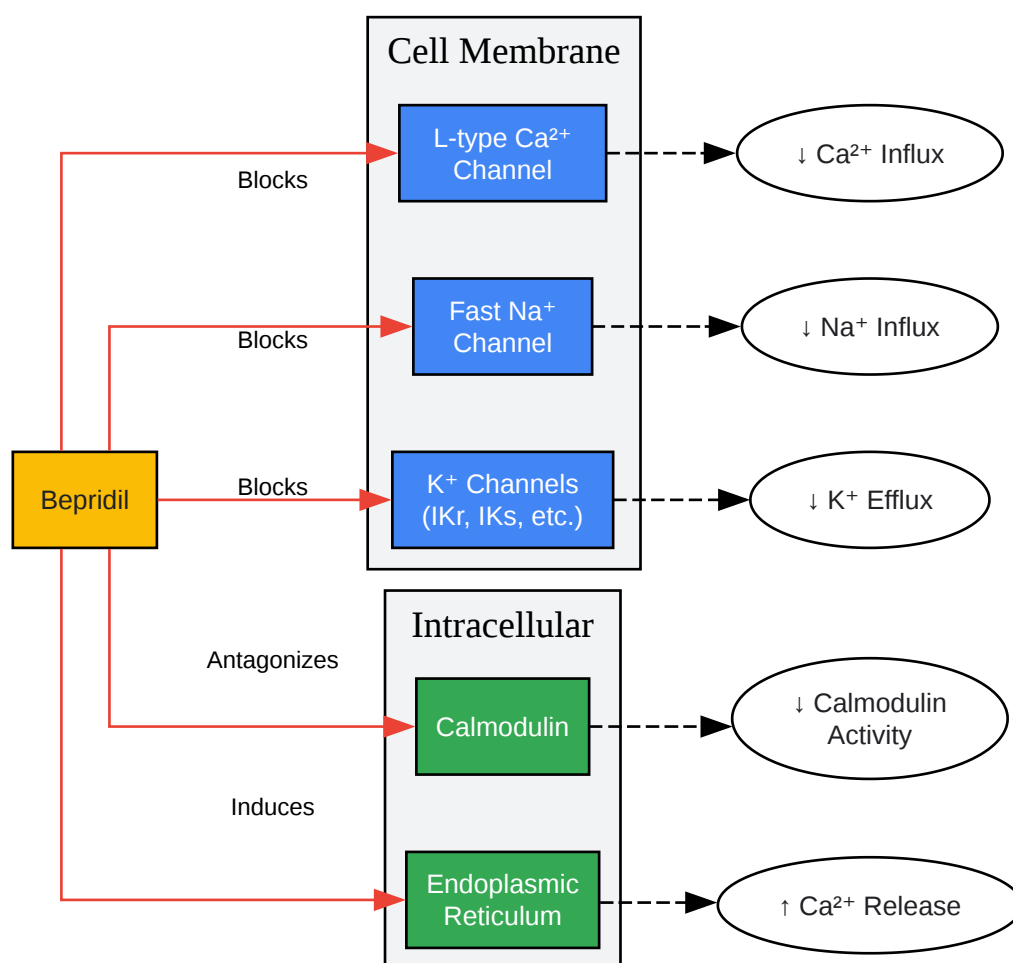 Cell Membrane
L-type Ca²⁺
Channel
↓ Ca²⁺ Influx
Blocks
Fast Na⁺
Channel
↓ Na⁺ Influx
Blocks
Bepridil
Blocks
K⁺ Channels
(IKr, IKs, etc.)
↓ K⁺ Efflux
Intracellular
Antagonizes
Calmodulin
↓ Calmodulin
Activity
Induces
Endoplasmic
Reticulum
↑ Ca²⁺ Release